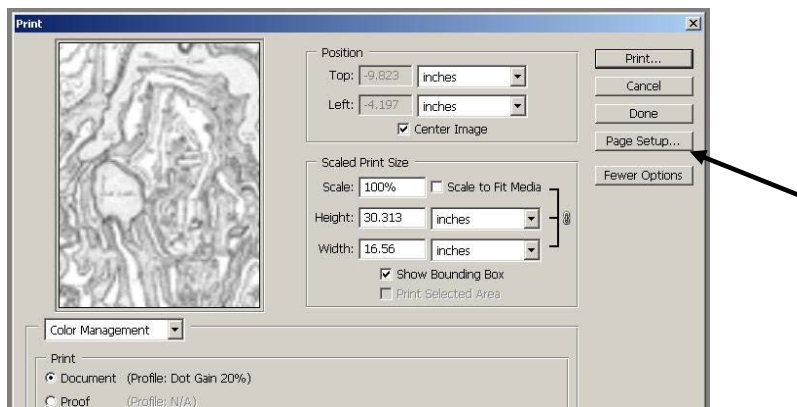 Print
Position
Top: -9.823 inches
Left: -4.197 inches
Center Image
Scaled Print Size
Scale: 100% Scale to Fit Media
Height: 30.313 inches
Width: 16.56 inches
Show Bounding Box
Print Selected Area
Print...
Cancel
Done
Page Setup...
Fewer Options
Color Management
Print
Document (Profile: Dot Gain 20%)
Proof (Profile: N/A)